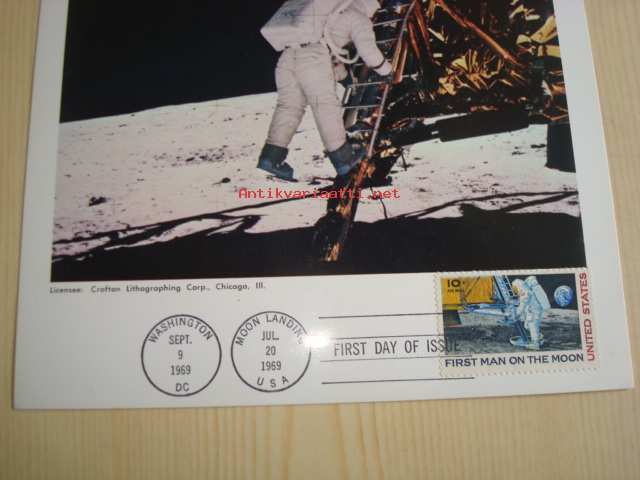 Antikvariaatti.net
Licensee: Croftan Lithographing Corp., Chicago, Ill.
WASHINGTON
SEPT.
9
1969
DC
MOON LANDING
JUL.
20
1969
USA
FIRST DAY OF ISSUE
10¢
AIR MAIL
UNITED STATES
FIRST MAN ON THE MOON